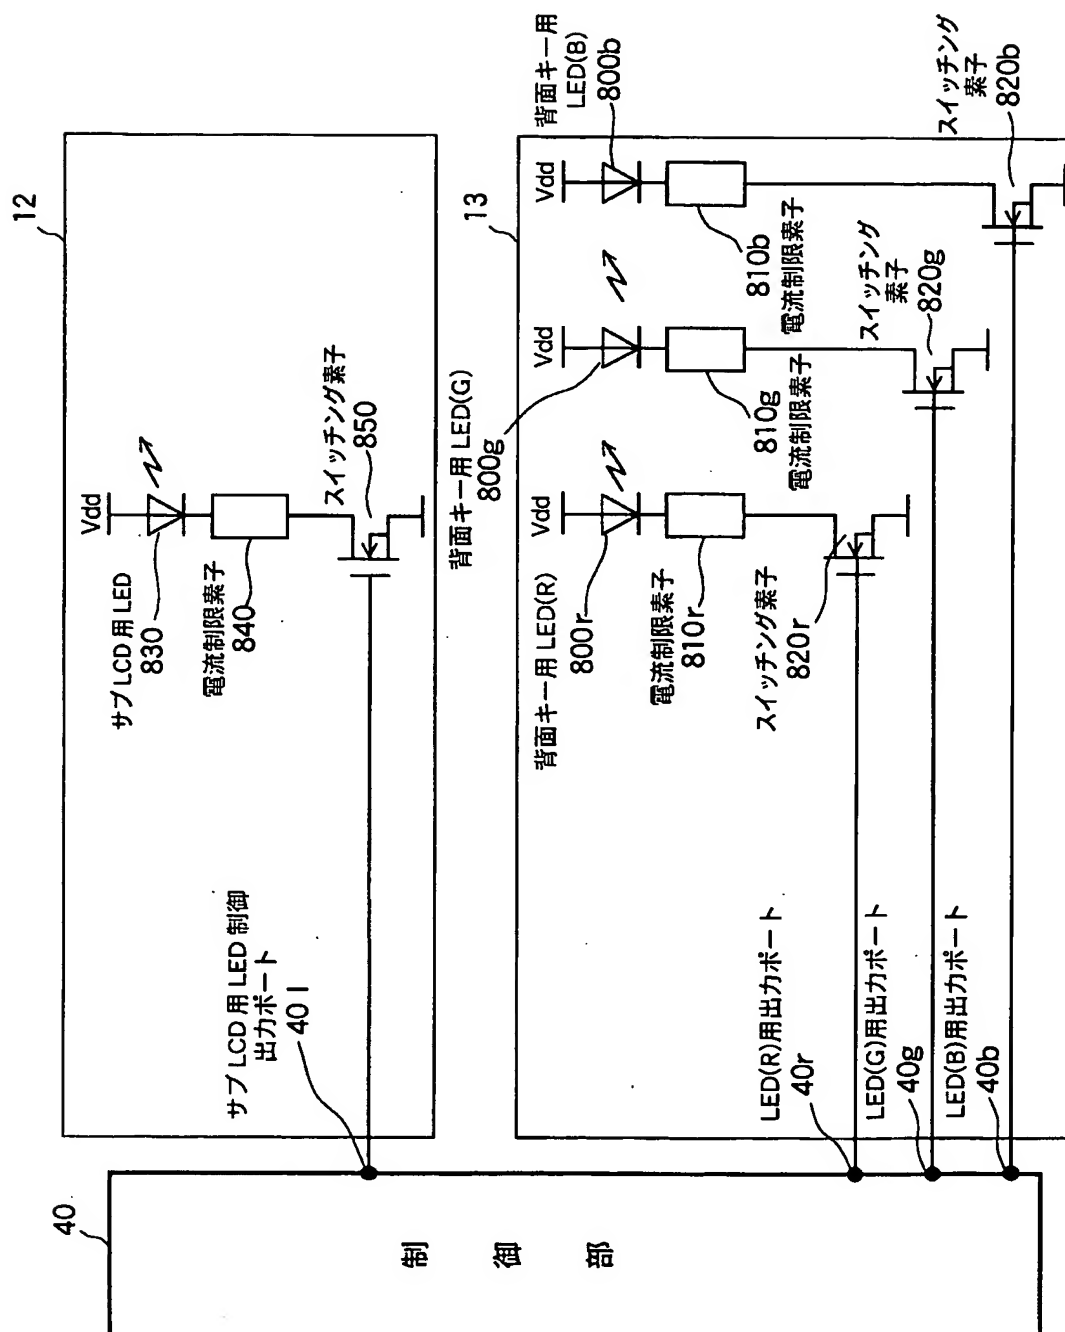 40
制御部
12
Vdd
サブLCD用LED
830
電流制限素子
840
スイッチング素子
850
サブLCD用LED制御
出力ポート
40l
13
背面キー用LED(R)
800r
Vdd
電流制限素子
810r
スイッチング素子
820r
背面キー用LED(G)
800g
Vdd
810g
電流制限素子
スイッチング
素子
820g
背面キー用
LED(B)
800b
Vdd
810b
電流制限素子
スイッチング
素子
820b
LED(R)用出力ポート
40r
LED(G)用出力ポート
40g
LED(B)用出力ポート
40b